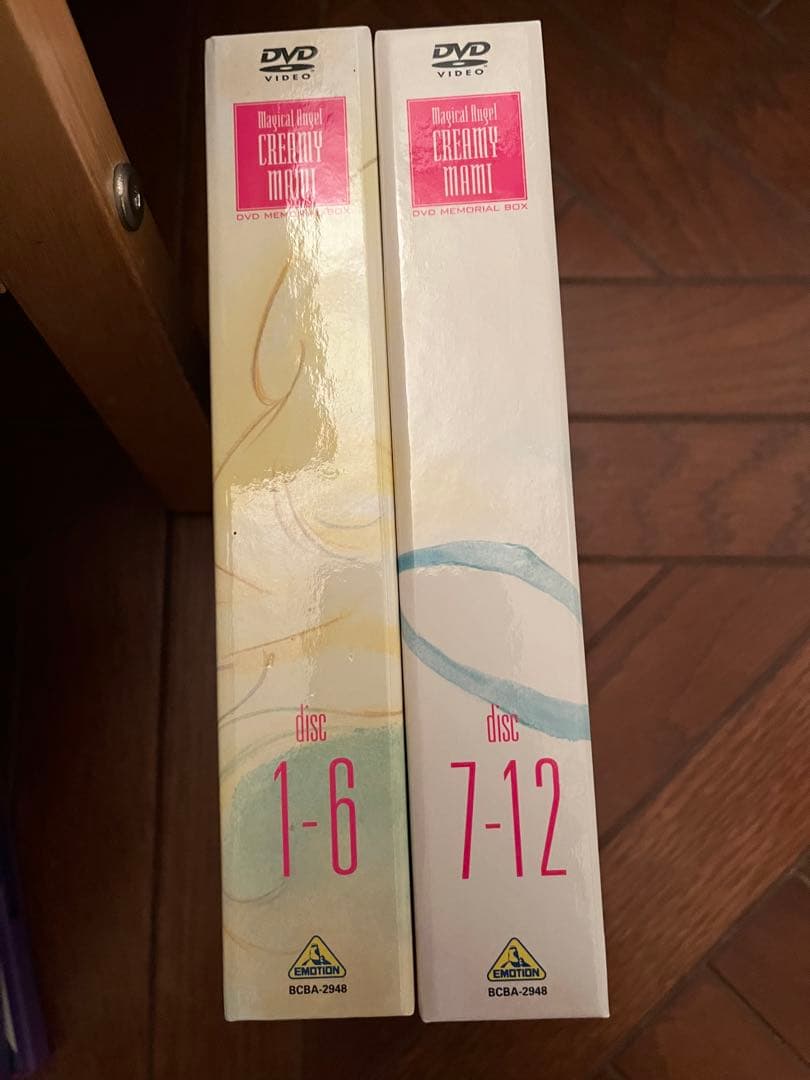 DVD
VIDEO
Magical Angel
CREAMY
MAMI
DVD MEMORIAL BOX
disc
1-6
EMOTION
BCBA-2948
DVD
VIDEO
Magical Angel
CREAMY
MAMI
DVD MEMORIAL BOX
disc
7-12
EMOTION
BCBA-2948